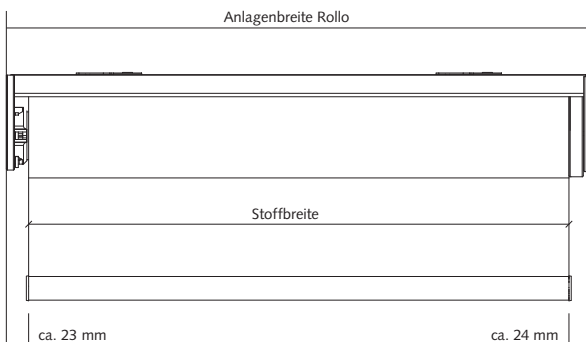 Anlagenbreite Rollo
Stoffbreite
ca. 23 mm
ca. 24 mm